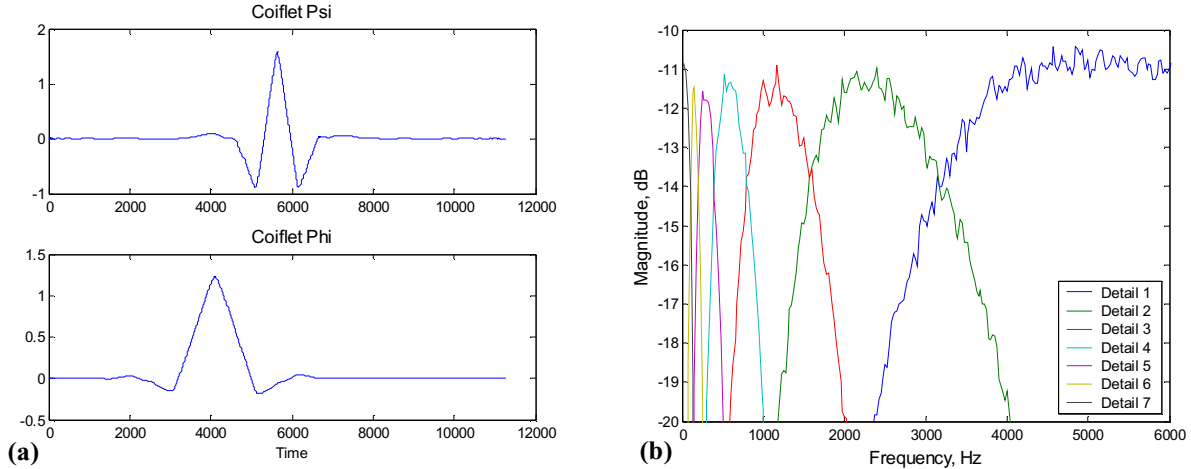 Coiflet Psi
2
1
0
-1
0 2000 4000 6000 8000 10000 12000
Coiflet Phi
1.5
1
0.5
0
-0.5
0 2000 4000 6000 8000 10000 12000
Time
(a)
-10
-11
-12
-13
-14
-15
-16
-17
-18
-19
-20
Magnitude, dB
0 1000 2000 3000 4000 5000 6000
Frequency, Hz
Detail 1
Detail 2
Detail 3
Detail 4
Detail 5
Detail 6
Detail 7
(b)